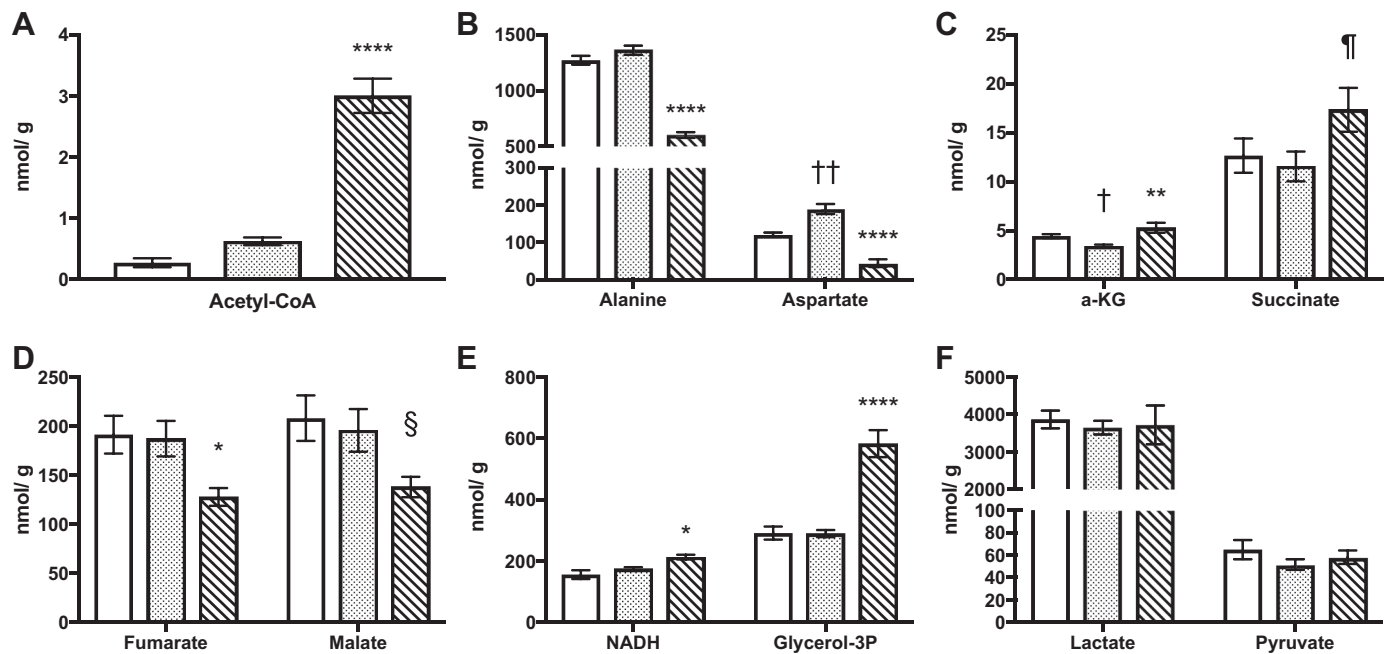 A
nmol/ g
4
3
2
1
0
****
Acetyl-CoA
B
nmol/ g
1500
1000
500
300
200
100
0
****
††
****
Alanine
Aspartate
C
nmol/ g
25
20
15
10
5
0
†
**
¶
a-KG
Succinate
D
nmol/ g
250
200
150
100
50
0
*
§
Fumarate
Malate
E
nmol/ g
800
600
400
200
0
*
****
NADH
Glycerol-3P
F
nmol/ g
5000
4000
3000
2000
100
80
60
40
20
0
Lactate
Pyruvate